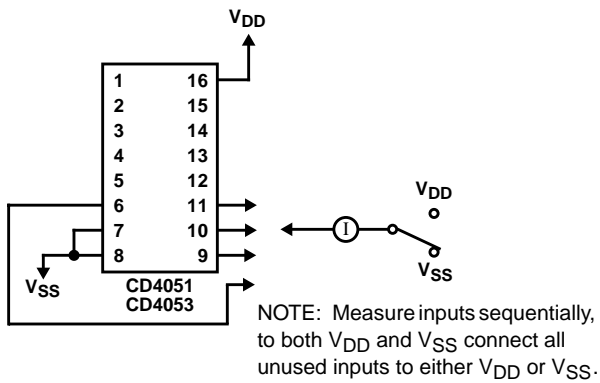 VDD
1 16
2 15
3 14
4 13
5 12
6 11
7 10
8 9
VSS
CD4051
CD4053
I
VDD
VSS
NOTE: Measure inputs sequentially,
to both VDD and VSS connect all
unused inputs to either VDD or VSS.